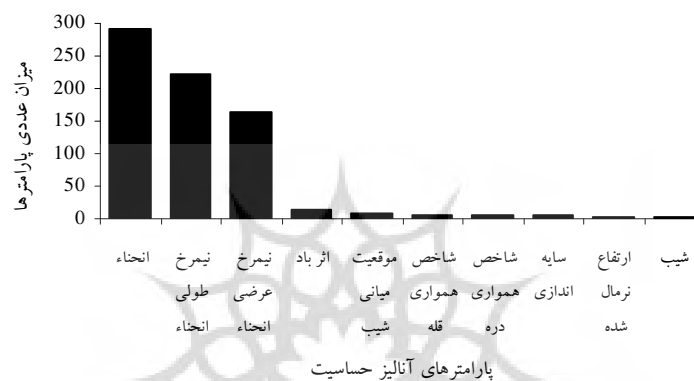 300
250
200
150
100
50
0
میزان عددی پارامترها
انحناء
نیمرخ
طولی
انحناء
نیمرخ
عرضی
انحناء
اثر باد
موقعیت
میانی
شیب
شاخص
همواری
قله
شاخص
همواری
دره
سایه
اندازی
ارتفاع
نرمال
شده
شیب
پارامترهای آنالیز حساسیت